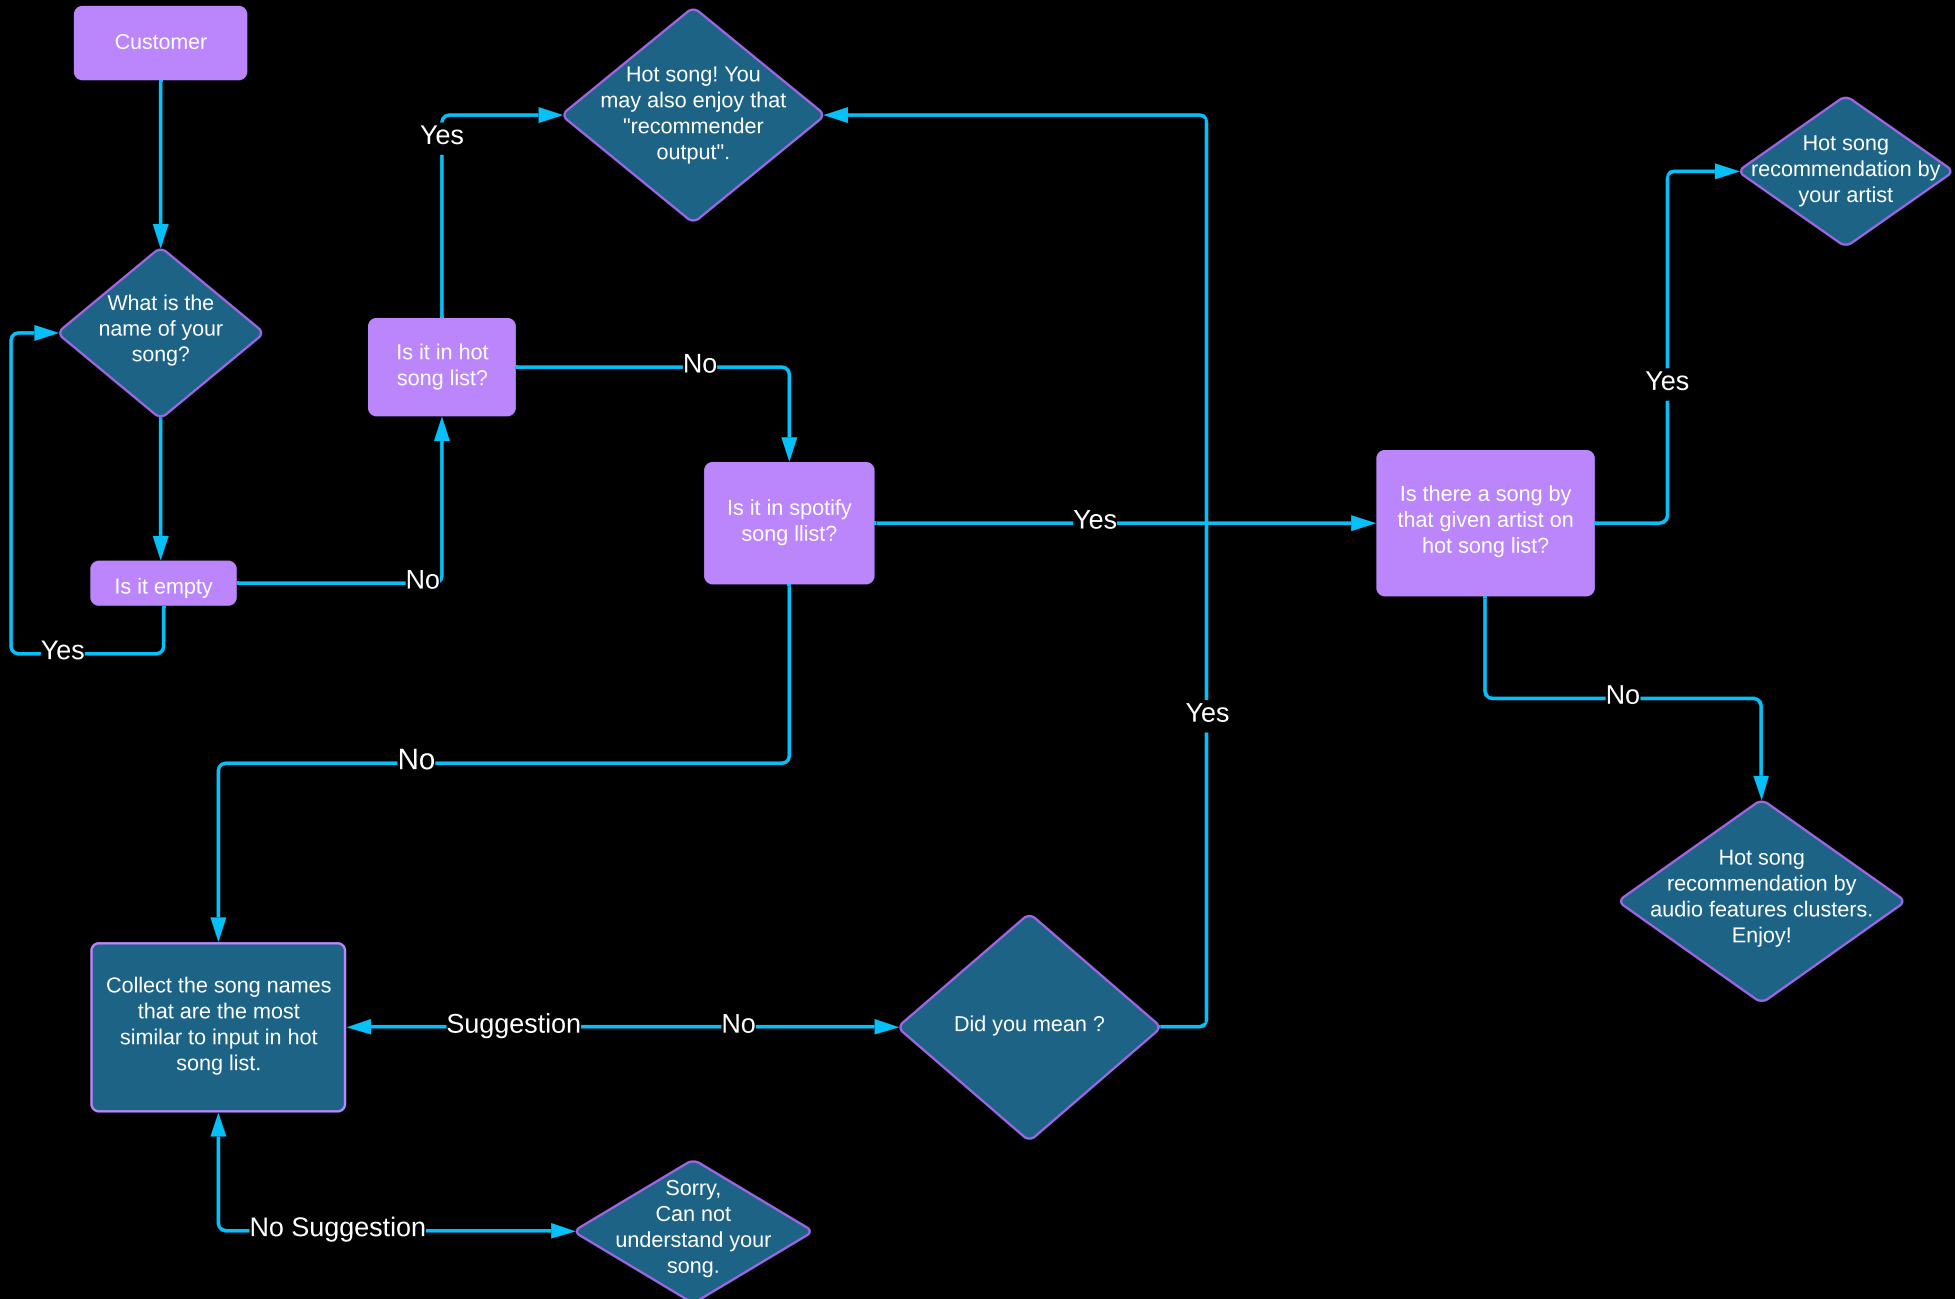 Customer
What is the
name of your
song?
Is it empty
Yes
No
Is it in hot
song list?
Yes
Hot song! You
may also enjoy that
"recommender
output".
No
Is it in spotify
song llist?
Yes
Is there a song by
that given artist on
hot song list?
Yes
Hot song
recommendation by
your artist
No
Hot song
recommendation by
audio features clusters.
Enjoy!
No
Collect the song names
that are the most
similar to input in hot
song list.
Suggestion
No
Did you mean ?
Yes
No Suggestion
Sorry,
Can not
understand your
song.